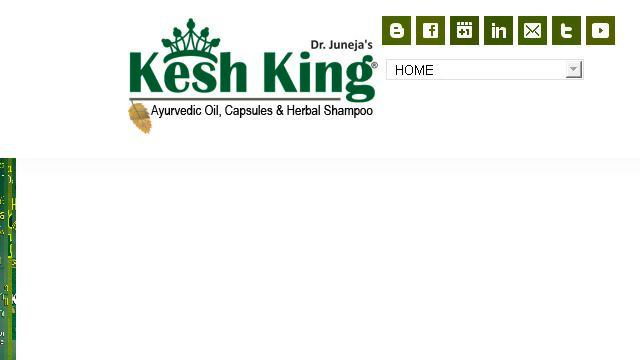 Dr. Juneja's
Kesh King®
Ayurvedic Oil, Capsules & Herbal Shampoo
HOME